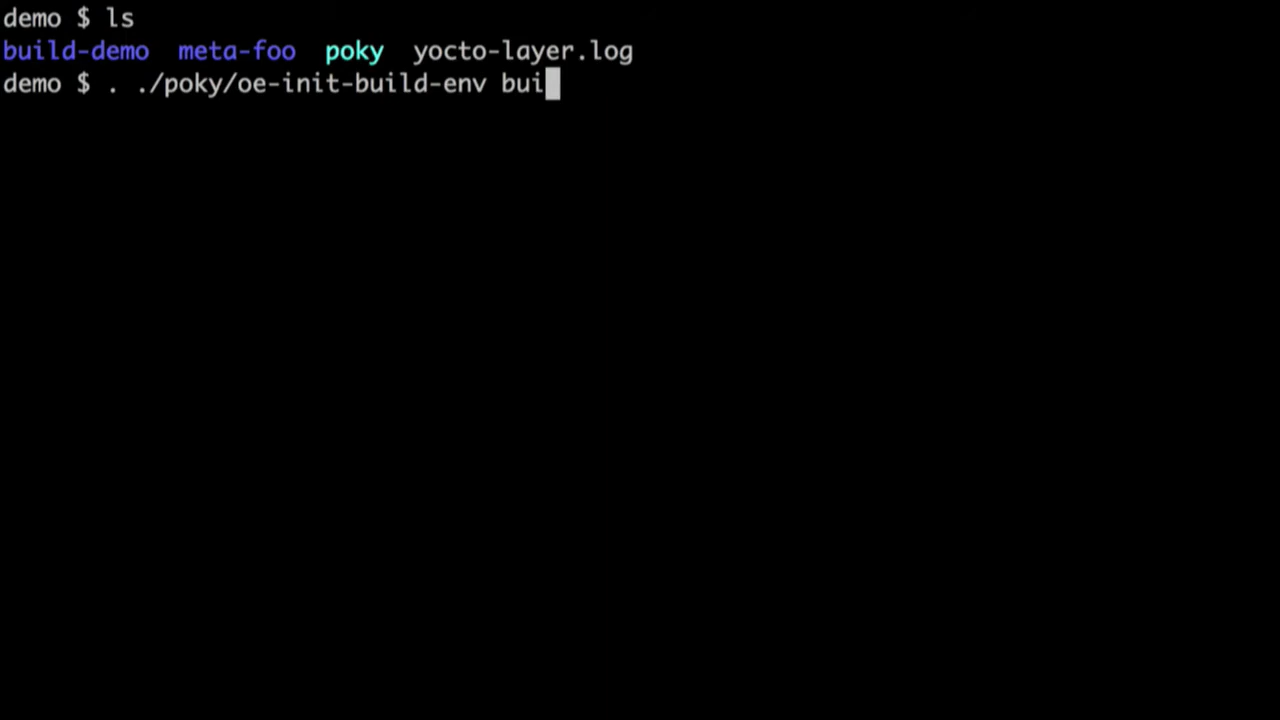 demo $ ls
build-demo  meta-foo  poky  yocto-layer.log
demo $ . ./poky/oe-init-build-env bui